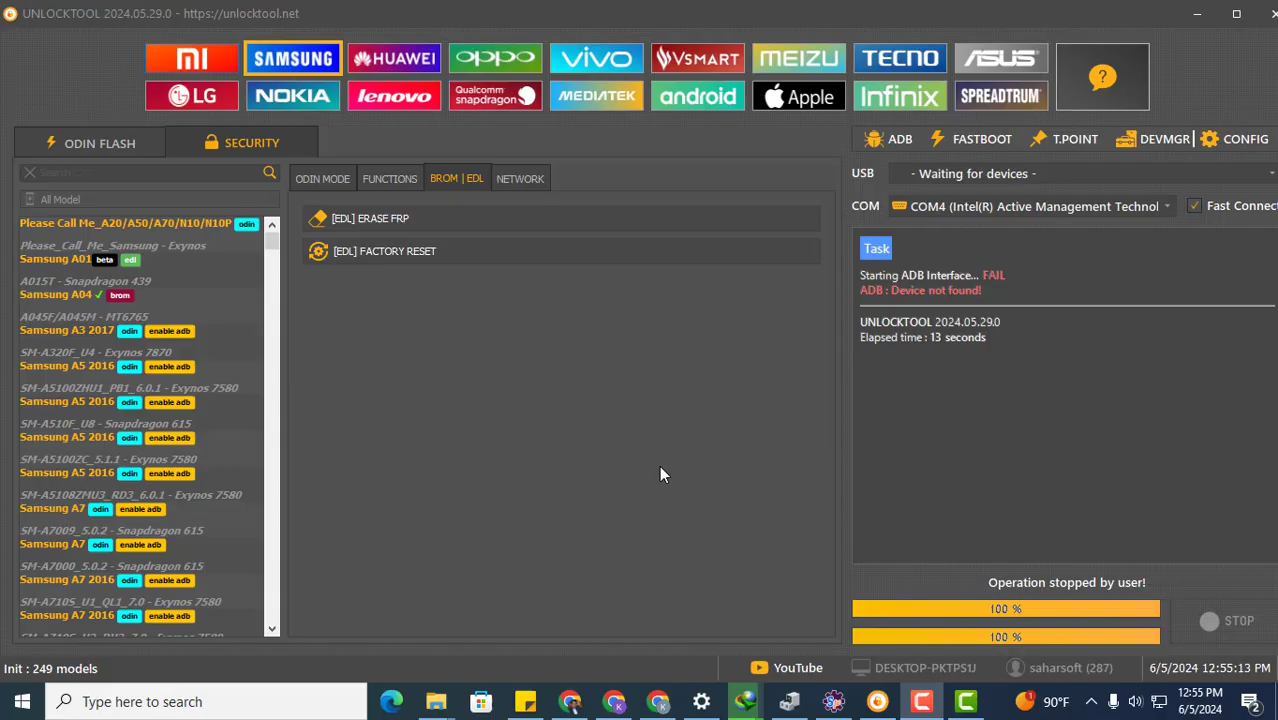 UNLOCKTOOL 2024.05.29.0 - https://unlocktool.net
MI SAMSUNG HUAWEI OPPO vivo VSMART MEIZU TECNO ASUS ?
LG NOKIA lenovo Qualcomm snapdragon MEDIATEK android Apple Infinix SPREADTRUM
ODIN FLASH SECURITY
ADB FASTBOOT T.POINT DEVMGR CONFIG
Search
All Model
ODIN MODE FUNCTIONS BROM | EDL NETWORK
USB - Waiting for devices -
COM COM4 (Intel(R) Active Management Technol Fast Connect
Please Call Me_A20/A50/A70/N10/N10P odin
Please_Call_Me_Samsung - Exynos
Samsung A01 beta edl
A015T - Snapdragon 439
Samsung A04 ✓ brom
A045F/A045M - MT6765
Samsung A3 2017 odin enable adb
SM-A320F_U4 - Exynos 7870
Samsung A5 2016 odin enable adb
SM-A5100ZHU1_PB1_6.0.1 - Exynos 7580
Samsung A5 2016 odin enable adb
SM-A510F_U8 - Snapdragon 615
Samsung A5 2016 odin enable adb
SM-A5100ZC_5.1.1 - Exynos 7580
Samsung A5 2016 odin enable adb
SM-A5108ZMU3_RD3_6.0.1 - Exynos 7580
Samsung A7 odin enable adb
SM-A7009_5.0.2 - Snapdragon 615
Samsung A7 odin enable adb
SM-A7000_5.0.2 - Snapdragon 615
Samsung A7 2016 odin enable adb
SM-A710S_U1_QL1_7.0 - Exynos 7580
Samsung A7 2016 odin enable adb
[EDL] ERASE FRP
[EDL] FACTORY RESET
Task
Starting ADB Interface... FAIL
ADB : Device not found!
UNLOCKTOOL 2024.05.29.0
Elapsed time : 13 seconds
Operation stopped by user!
100 %
100 %
STOP
Init : 249 models
YouTube DESKTOP-PKTPS1J saharsoft (287) 6/5/2024 12:55:13 PM
Type here to search
90°F
12:55 PM
6/5/2024
2